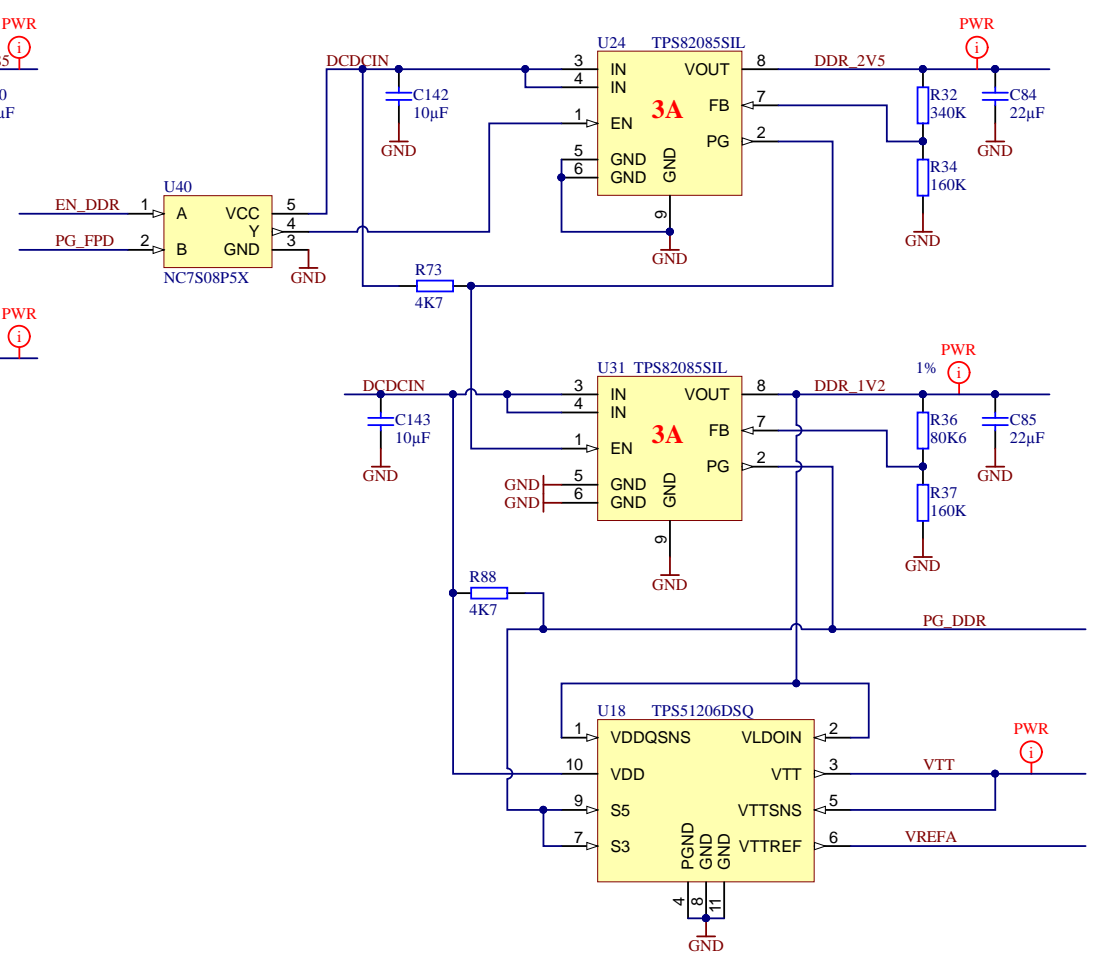 PWR
i
5
0
µF
PWR
i
DCDCIN
C142
10µF
GND
U24 TPS82085SIL
3 IN
4 IN
1 EN
5 GND
6 GND
GND
9
GND
3A
VOUT 8
FB 7
PG 2
DDR_2V5
PWR
i
R32
340K
R34
160K
GND
C84
22µF
GND
U40
EN_DDR 1 A
PG_FPD 2 B
VCC 5
Y 4
GND 3
NC7S08P5X
GND
R73
4K7
DCDCIN
C143
10µF
GND
U31 TPS82085SIL
3 IN
4 IN
1 EN
GND 5 GND
GND 6 GND
GND
9
GND
3A
VOUT 8
FB 7
PG 2
DDR_1V2
1%
PWR
i
R36
80K6
R37
160K
GND
C85
22µF
GND
R88
4K7
PG_DDR
U18 TPS51206DSQ
1 VDDQSNS
10 VDD
9 S5
7 S3
VLDOIN 2
VTT 3
VTTSNS 5
VTTREF 6
PGND
GND
GND
4
8
11
GND
VTT
PWR
i
VREFA